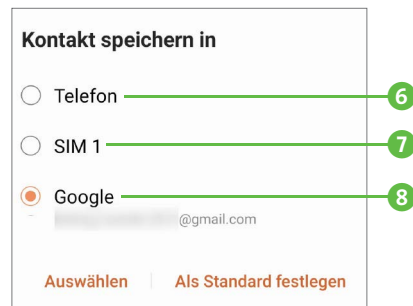 Kontakt speichern in
Telefon 6
SIM 1 7
Google 8
@gmail.com
Auswählen Als Standard festlegen